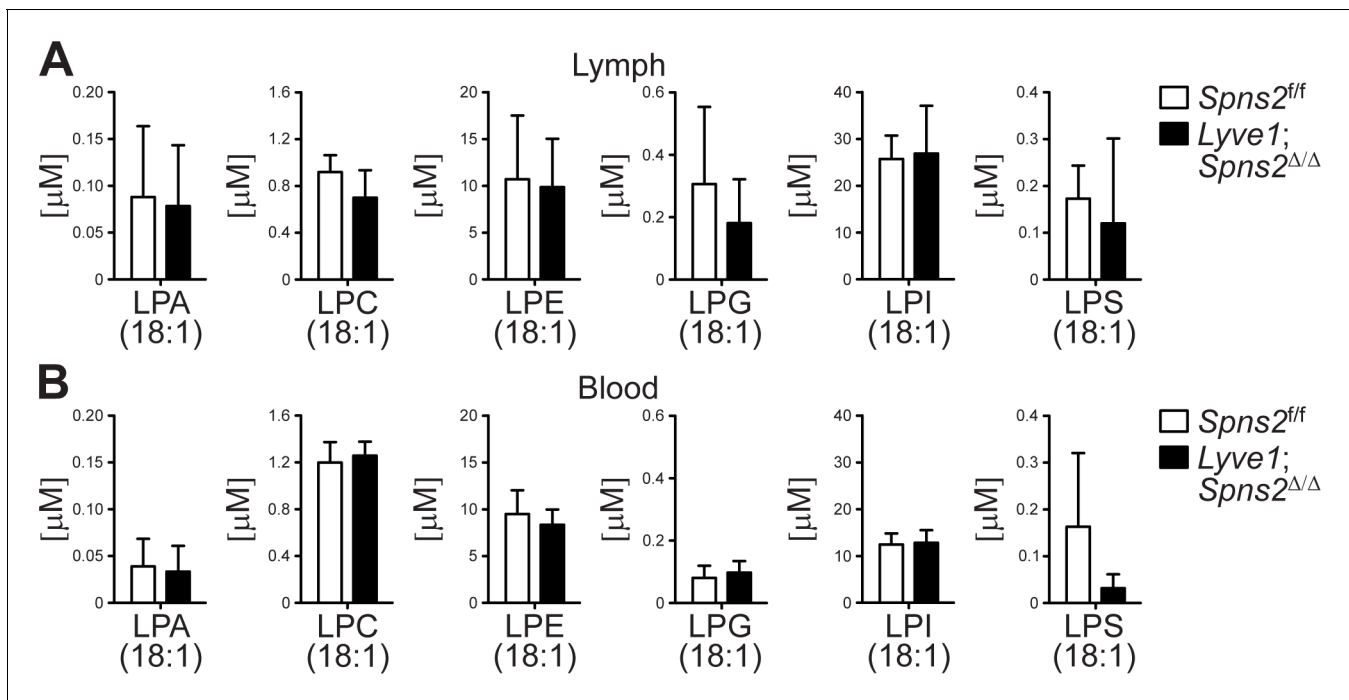 A
Lymph
0.20
0.15
0.10
0.05
0
[µM]
LPA
(18:1)
1.6
1.2
0.8
0.4
0
[µM]
LPC
(18:1)
20
15
10
5
0
[µM]
LPE
(18:1)
0.6
0.4
0.2
0
[µM]
LPG
(18:1)
40
30
20
10
0
[µM]
LPI
(18:1)
0.4
0.3
0.2
0.1
0
[µM]
LPS
(18:1)
Spns2f/f
Lyve1;
Spns2Δ/Δ
B
Blood
0.20
0.15
0.10
0.05
0
[µM]
LPA
(18:1)
1.6
1.2
0.8
0.4
0
[µM]
LPC
(18:1)
20
15
10
5
0
[µM]
LPE
(18:1)
0.6
0.4
0.2
0
[µM]
LPG
(18:1)
40
30
20
10
0
[µM]
LPI
(18:1)
0.4
0.3
0.2
0.1
0
[µM]
LPS
(18:1)
Spns2f/f
Lyve1;
Spns2Δ/Δ